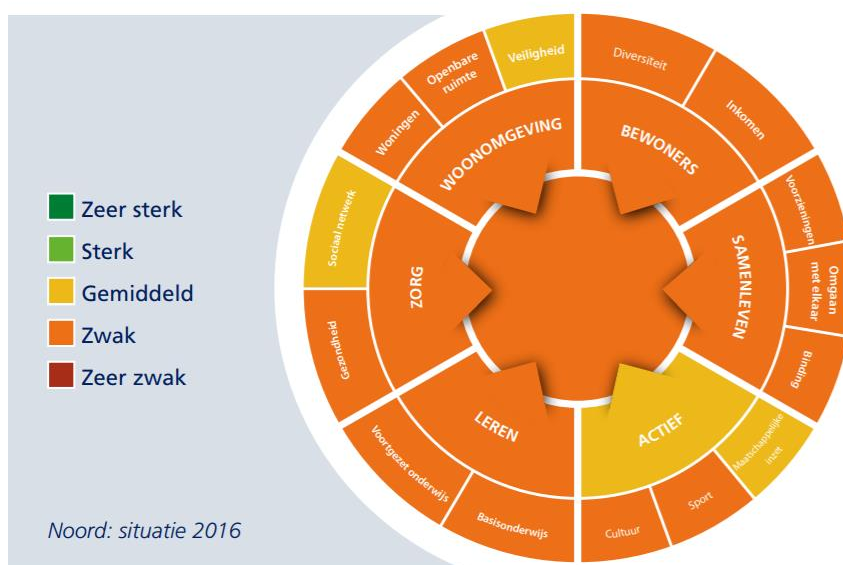 Zeer sterk
Sterk
Gemiddeld
Zwak
Zeer zwak
Noord: situatie 2016
WOONOMGEVING
Woningen
Openbare
ruimte
Veiligheid
BEWONERS
Diversiteit
Inkomen
SAMENLEVEN
Voorzieningen
Omgaan
met elkaar
Binding
ACTIEF
Maatschappelijke
inzet
Sport
Cultuur
LEREN
Basisonderwijs
Voortgezet onderwijs
ZORG
Gezondheid
Sociaal netwerk